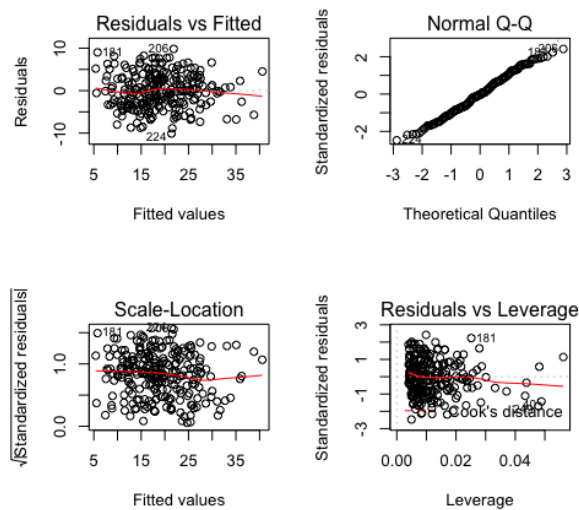 Residuals vs Fitted
Residuals
10
0
-10
181
206
224
5
15
25
35
Fitted values
Normal Q-Q
Standardized residuals
2
0
-2
224
-3
-2
-1
0
1
2
3
Theoretical Quantiles
Scale-Location
√|Standardized residuals|
1.0
0.0
181
5
15
25
35
Fitted values
Residuals vs Leverage
Standardized residuals
3
1
-1
-3
181
240
Cook's distance
0.00
0.02
0.04
Leverage